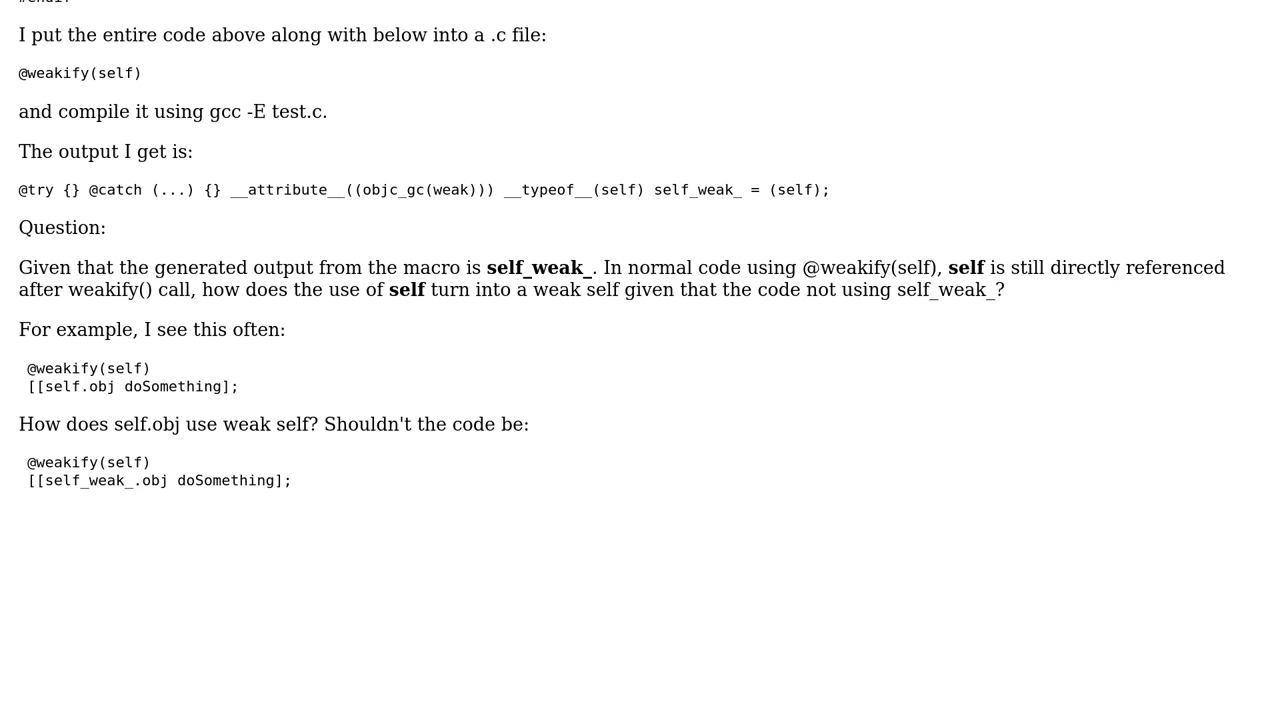 #endif
I put the entire code above along with below into a .c file:
@weakify(self)
and compile it using gcc -E test.c.
The output I get is:
@try {} @catch (...) {} __attribute__((objc_gc(weak))) __typeof__(self) self_weak_ = (self);
Question:
Given that the generated output from the macro is self_weak_. In normal code using @weakify(self), self is still directly referenced
after weakify() call, how does the use of self turn into a weak self given that the code not using self_weak_?
For example, I see this often:
@weakify(self)
[[self.obj doSomething];
How does self.obj use weak self? Shouldn't the code be:
@weakify(self)
[[self_weak_.obj doSomething];